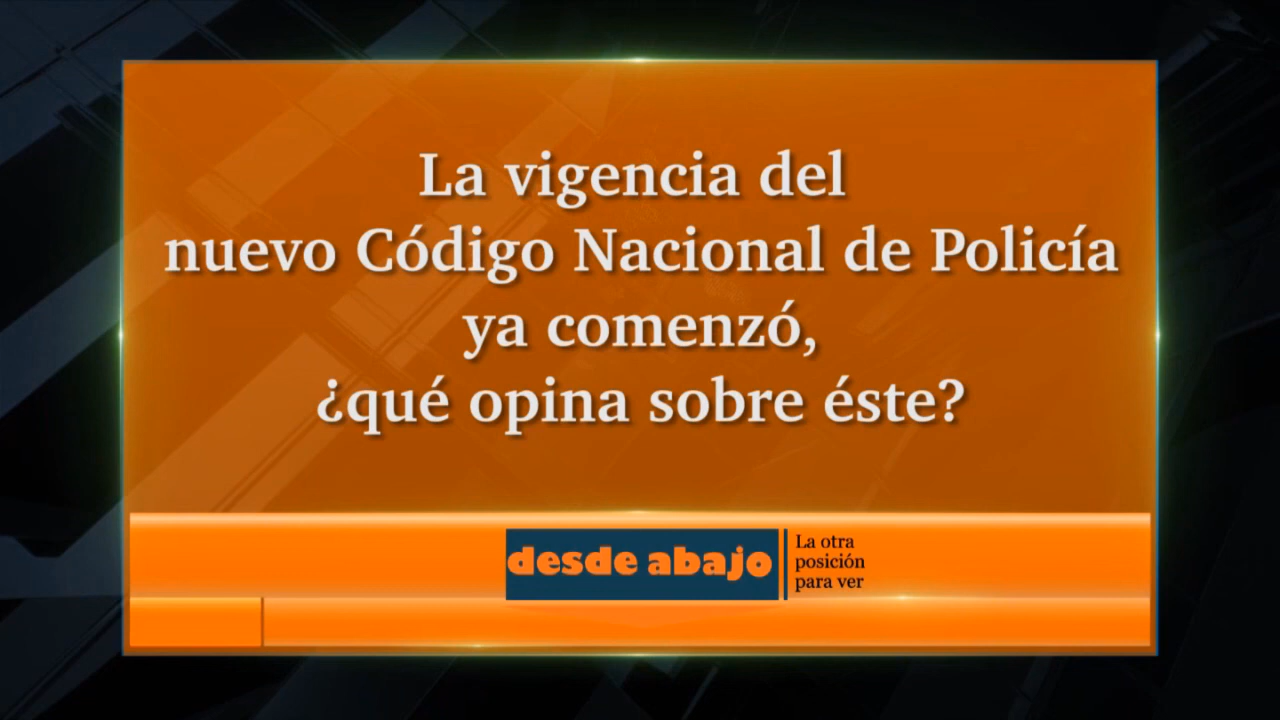 La vigencia del
nuevo Código Nacional de Policía
ya comenzó,
¿qué opina sobre éste?
desde abajo
La otra
posición
para ver